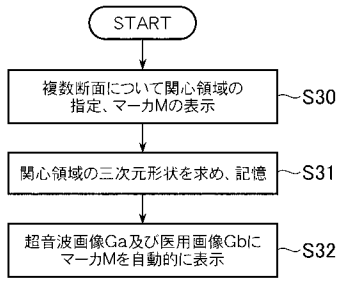 START
複数断面について関心領域の
指定、マーカMの表示
S30
関心領域の三次元形状を求め、記憶
S31
超音波画像Ga及び医用画像Gbに
マーカMを自動的に表示
S32